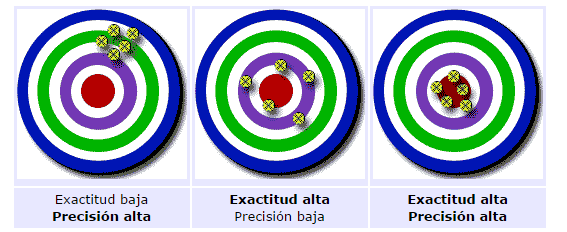 Exactitud baja
Precisión alta
Exactitud alta
Precisión baja
Exactitud alta
Precisión alta